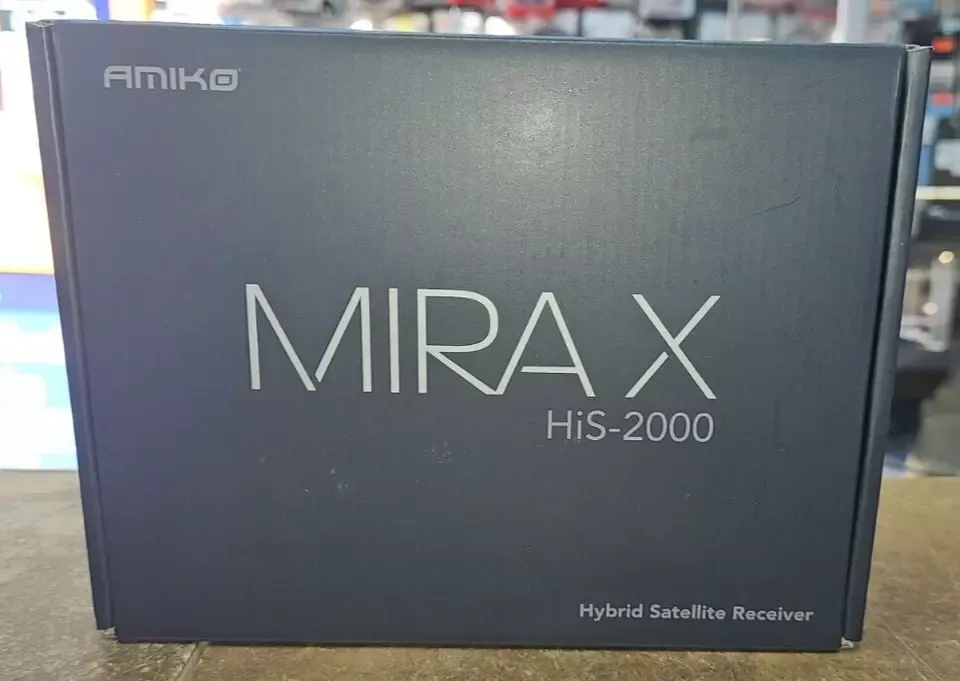 AMIKO
MIRA X
HiS-2000
Hybrid Satellite Receiver